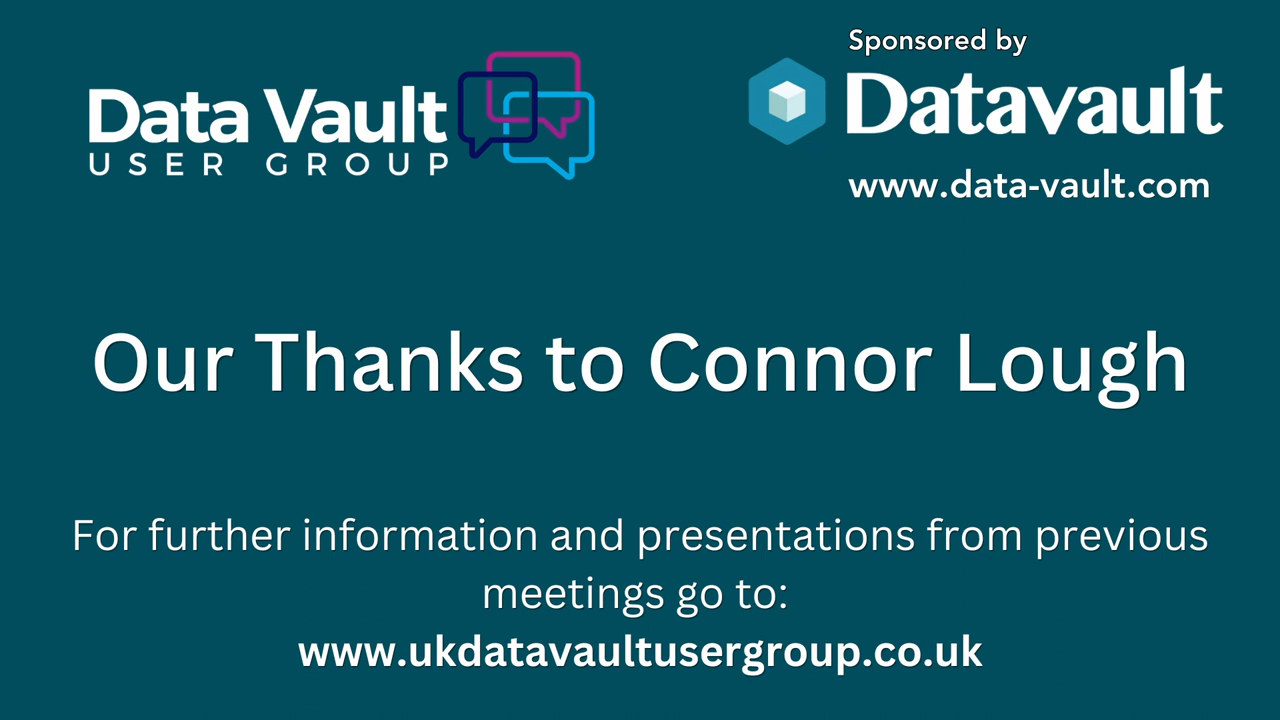 Data Vault
USER GROUP
Sponsored by
Datavault
www.data-vault.com
Our Thanks to Connor Lough
For further information and presentations from previous
meetings go to:
www.ukdatavaultusergroup.co.uk